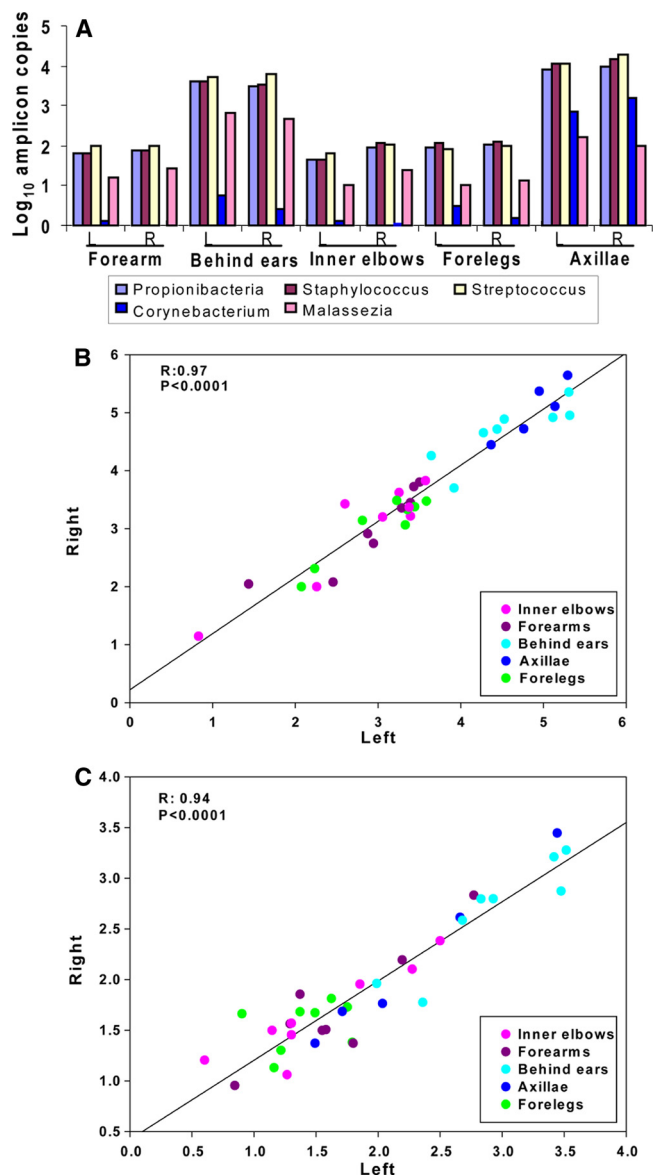 A
Log10 amplicon copies
5
4
3
2
1
0
L R L R L R L R L R
Forearm Behind ears Inner elbows Forelegs Axillae
Propionibacteria Staphylococcus Streptococcus
Corynebacterium Malassezia
B
R:0.97
P<0.0001
6
5
4
3
2
1
0
Right
Inner elbows
Forearms
Behind ears
Axillae
Forelegs
0 1 2 3 4 5 6
Left
C
R: 0.94
P<0.0001
4.0
3.5
3.0
2.5
2.0
1.5
1.0
0.5
Right
Inner elbows
Forearms
Behind ears
Axillae
Forelegs
0.0 0.5 1.0 1.5 2.0 2.5 3.0 3.5 4.0
Left